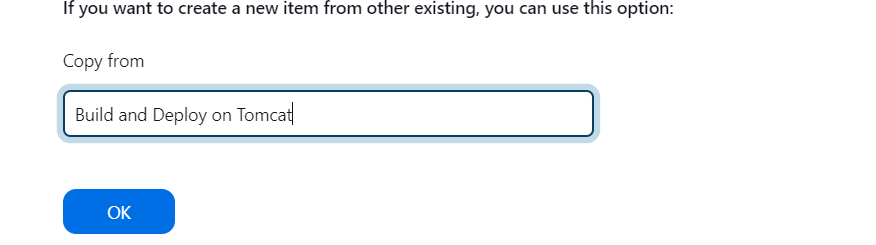 If you want to create a new item from other existing, you can use this option:
Copy from
Build and Deploy on Tomcat
OK